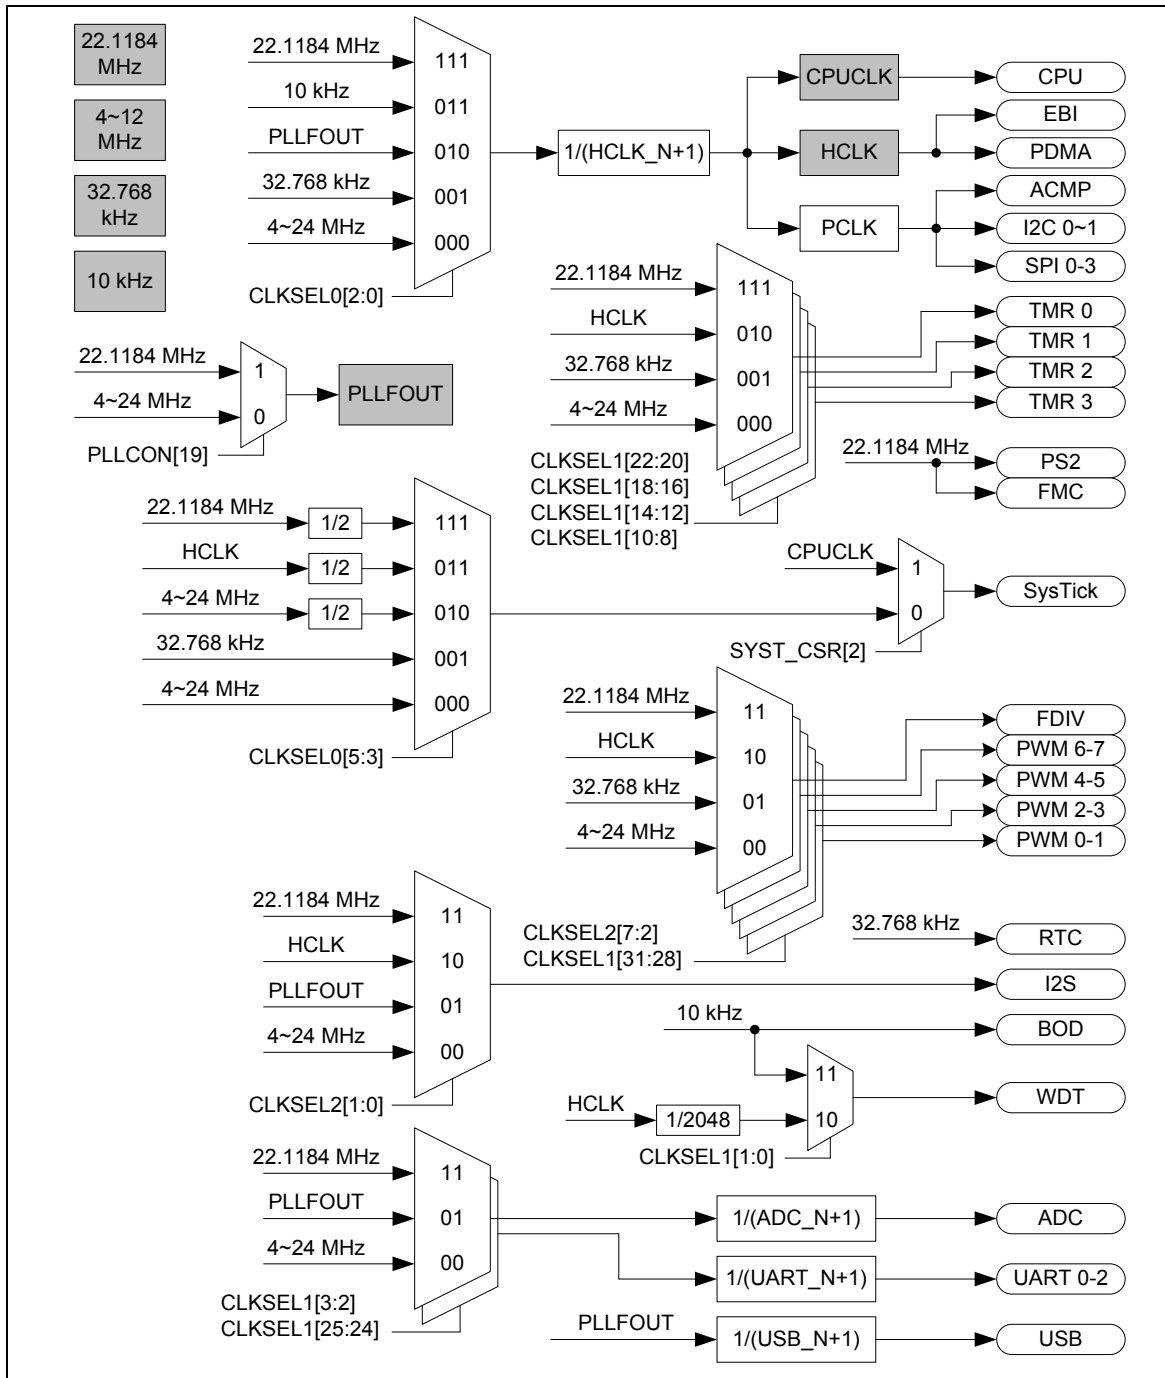 22.1184
MHz
4~12
MHz
32.768
kHz
10 kHz
22.1184 MHz
10 kHz
PLLFOUT
32.768 kHz
4~24 MHz
111
011
010
001
000
CLKSEL0[2:0]
1/(HCLK_N+1)
CPUCLK
HCLK
PCLK
CPU
EBI
PDMA
ACMP
I2C 0~1
SPI 0-3
22.1184 MHz
HCLK
32.768 kHz
4~24 MHz
111
010
001
000
CLKSEL1[22:20]
CLKSEL1[18:16]
CLKSEL1[14:12]
CLKSEL1[10:8]
TMR 0
TMR 1
TMR 2
TMR 3
22.1184 MHz
4~24 MHz
1
0
PLLCON[19]
PLLFOUT
22.1184 MHz
PS2
FMC
22.1184 MHz
HCLK
4~24 MHz
32.768 kHz
4~24 MHz
1/2
1/2
1/2
111
011
010
001
000
CLKSEL0[5:3]
CPUCLK
1
0
SYST_CSR[2]
SysTick
22.1184 MHz
HCLK
32.768 kHz
4~24 MHz
11
10
01
00
CLKSEL2[7:2]
CLKSEL1[31:28]
FDIV
PWM 6-7
PWM 4-5
PWM 2-3
PWM 0-1
22.1184 MHz
HCLK
PLLFOUT
4~24 MHz
11
10
01
00
CLKSEL2[1:0]
32.768 kHz
RTC
I2S
10 kHz
BOD
HCLK
1/2048
11
10
CLKSEL1[1:0]
WDT
22.1184 MHz
PLLFOUT
4~24 MHz
11
01
00
CLKSEL1[3:2]
CLKSEL1[25:24]
1/(ADC_N+1)
ADC
1/(UART_N+1)
UART 0-2
PLLFOUT
1/(USB_N+1)
USB